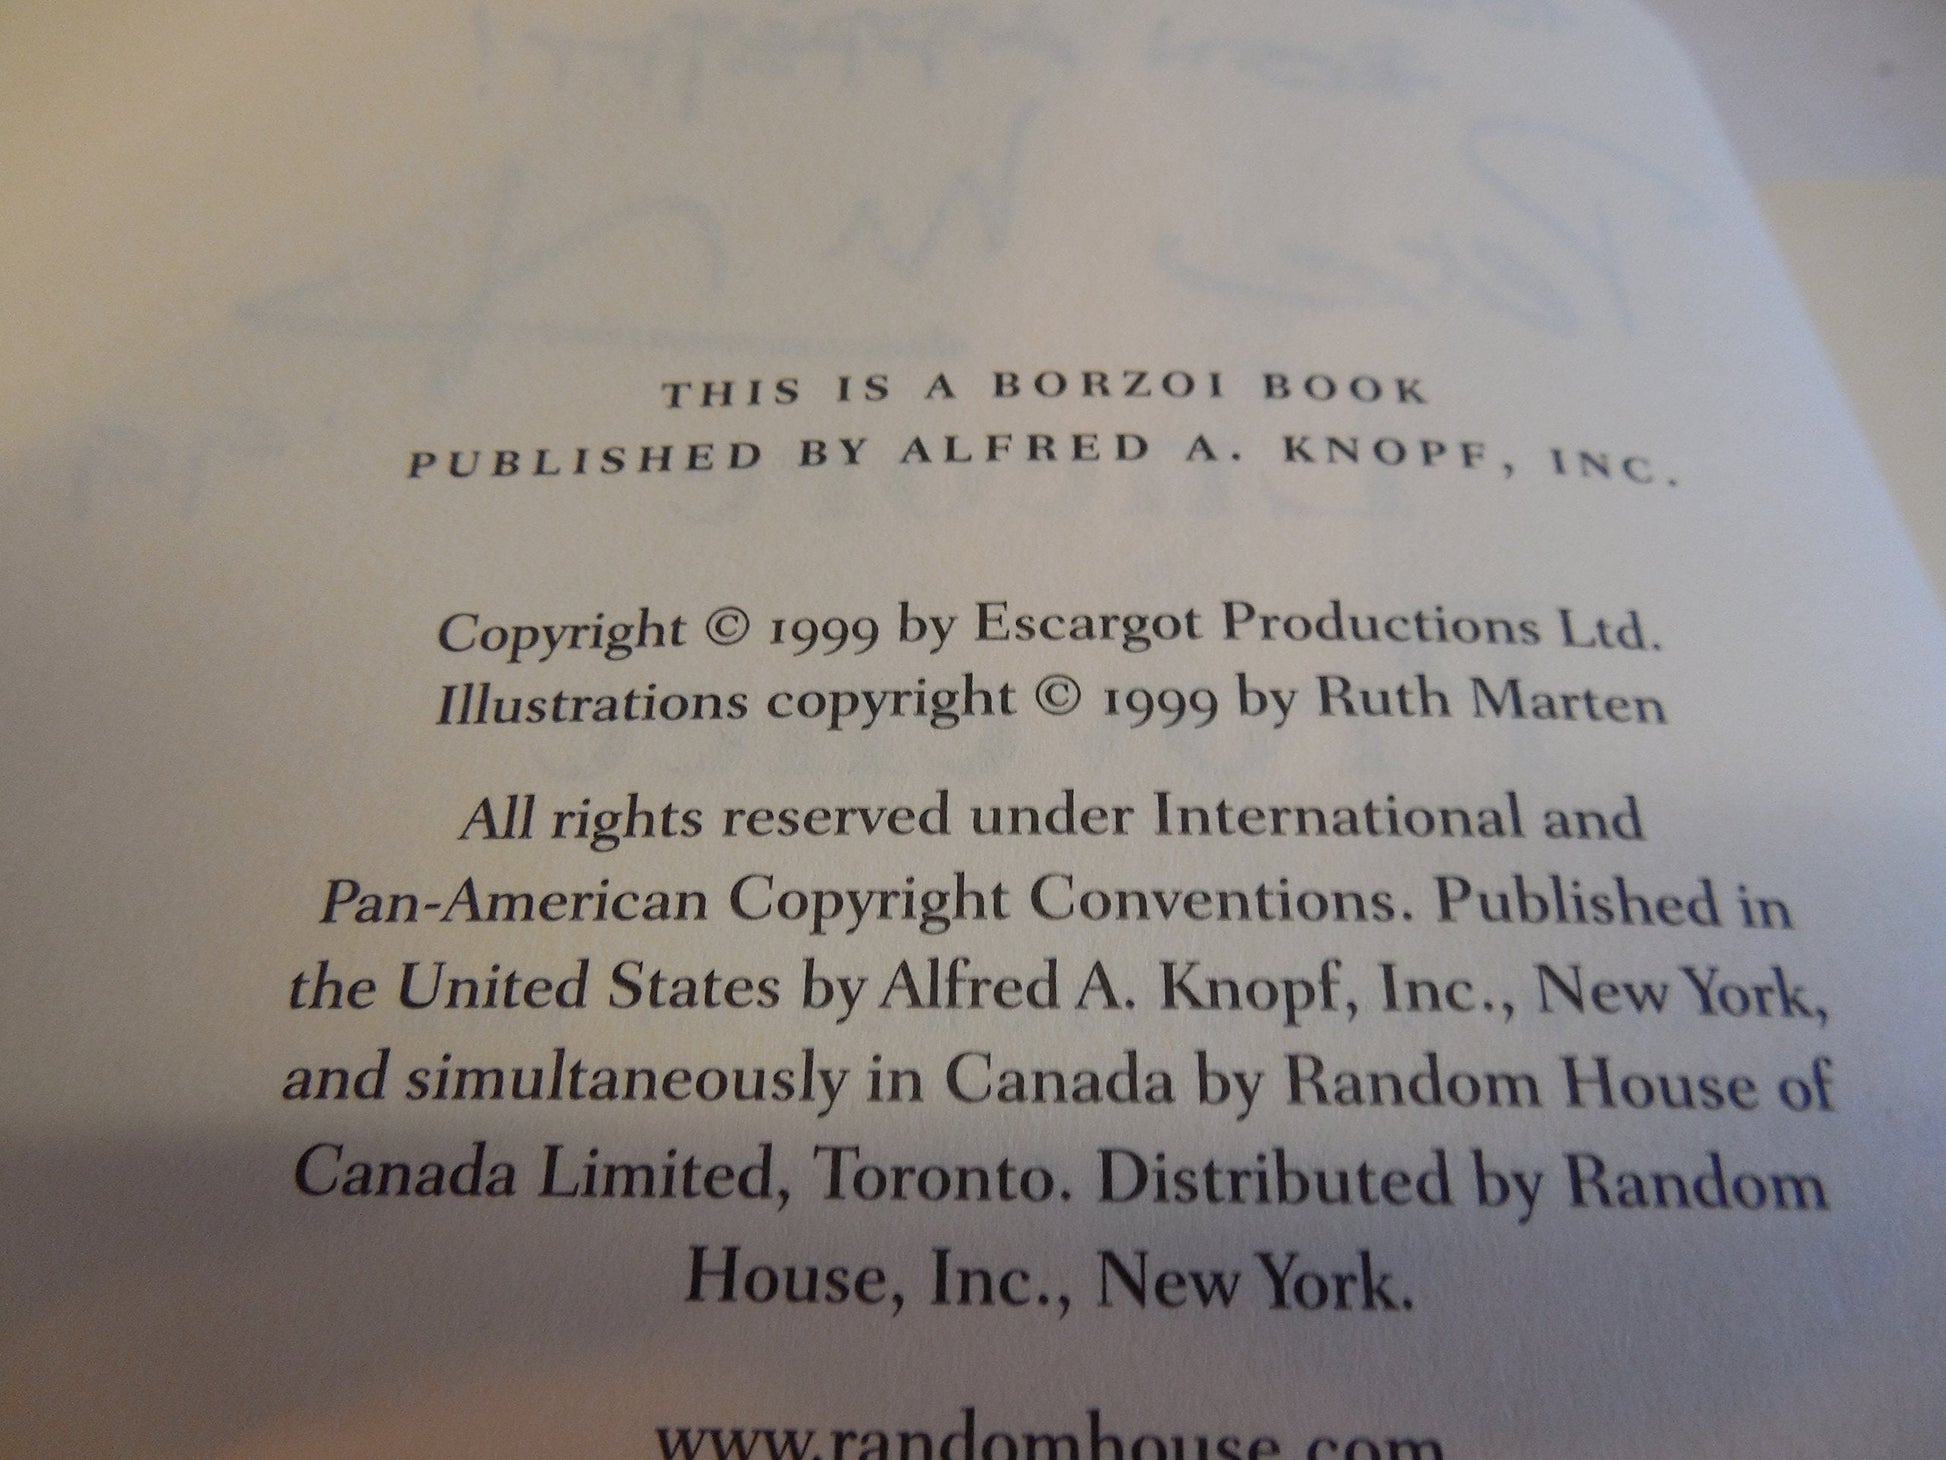 THIS IS A BORZOI BOOK
PUBLISHED BY ALFRED A. KNOPF, INC.
Copyright © 1999 by Escargot Productions Ltd.
Illustrations copyright © 1999 by Ruth Marten
All rights reserved under International and
Pan-American Copyright Conventions. Published in
the United States by Alfred A. Knopf, Inc., New York,
and simultaneously in Canada by Random House of
Canada Limited, Toronto. Distributed by Random
House, Inc., New York.
www.randomhouse.com